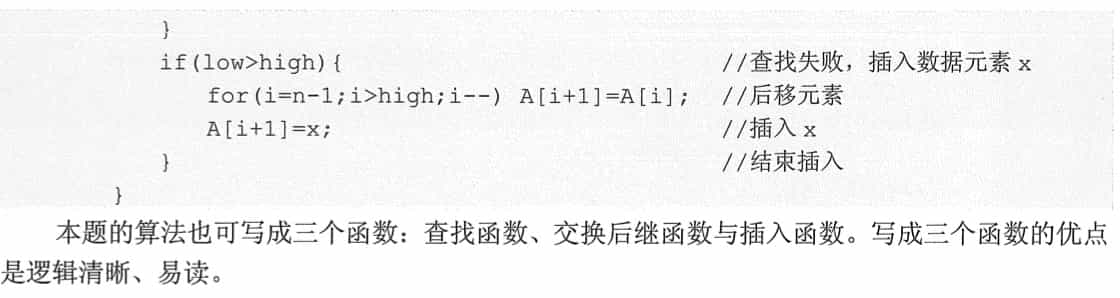 }
if(low>high){ //查找失败，插入数据元素 x
for(i=n-1;i>high;i--) A[i+1]=A[i]; //后移元素
A[i+1]=x; //插入 x
} //结束插入
}
本题的算法也可写成三个函数：查找函数、交换后继函数与插入函数。写成三个函数的优点
是逻辑清晰、易读。